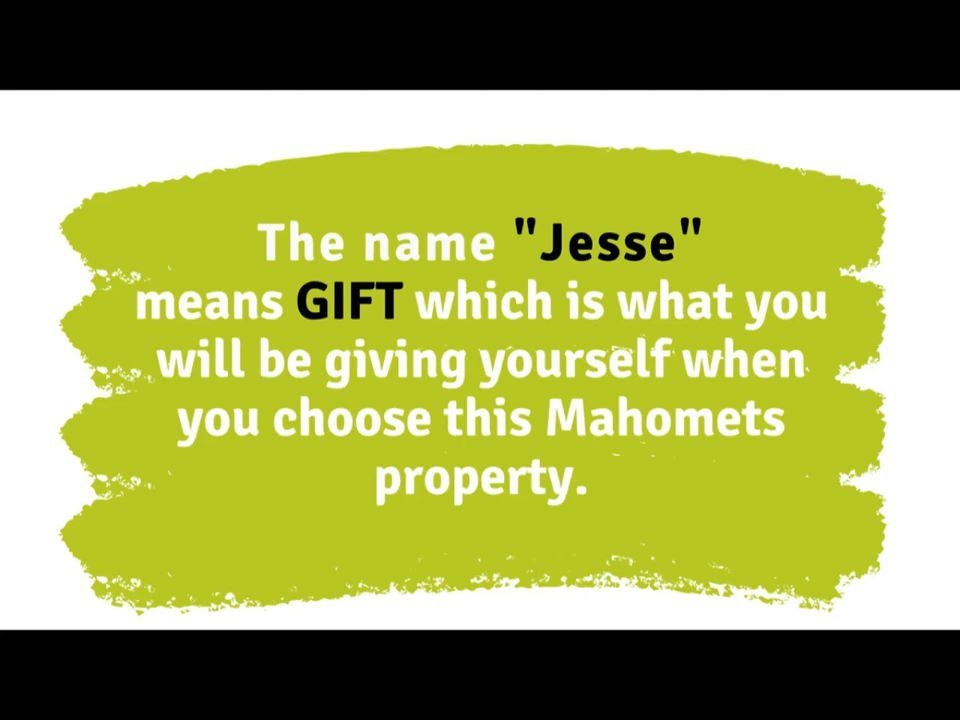 The name "Jesse"
means GIFT which is what you
will be giving yourself when
you choose this Mahomets
property.